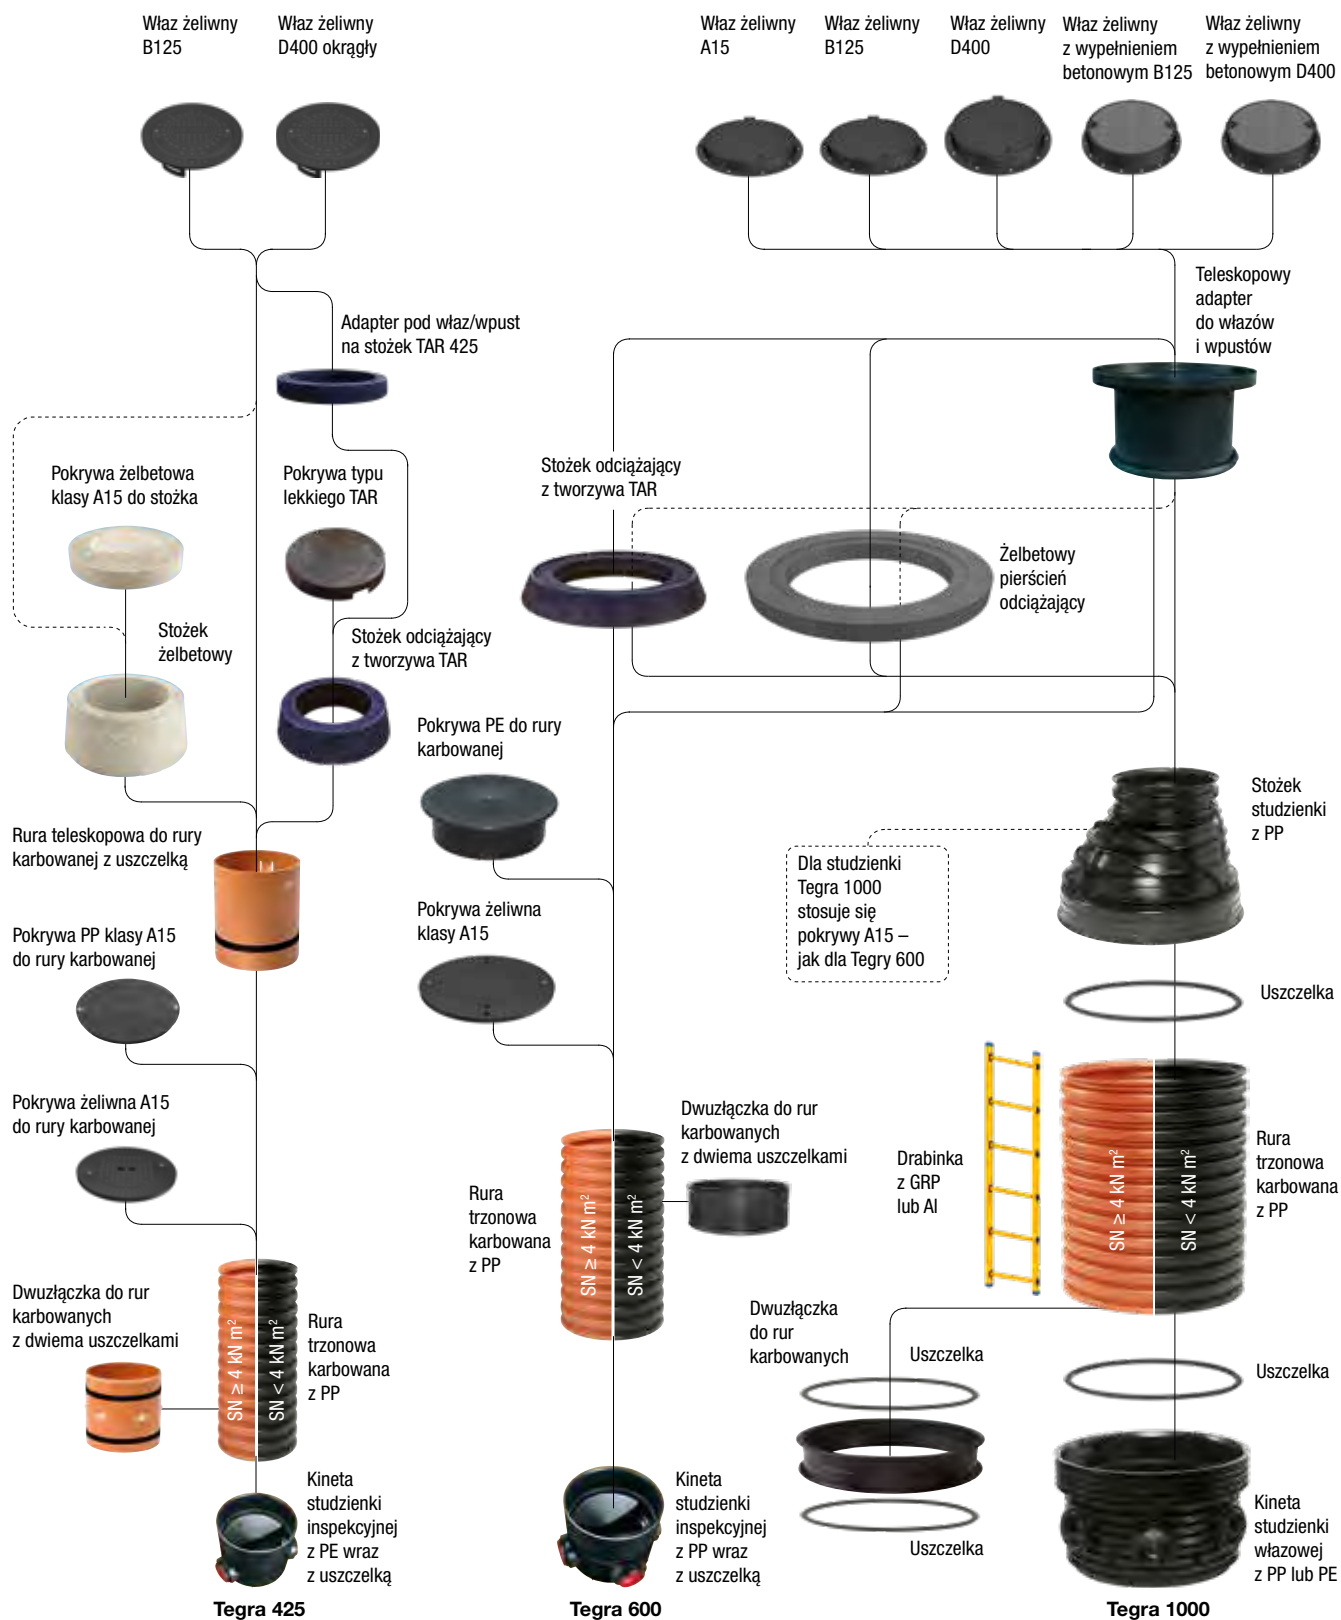 Właz żeliwny
B125
Właz żeliwny
D400 okrągły
Właz żeliwny
A15
Właz żeliwny
B125
Właz żeliwny
D400
Właz żeliwny
z wypełnieniem
betonowym B125
Właz żeliwny
z wypełnieniem
betonowym D400
Teleskopowy
adapter
do włazów
i wpustów
Adapter pod właz/wpust
na stożek TAR 425
Pokrywa żelbetowa
klasy A15 do stożka
Pokrywa typu
lekkiego TAR
Stożek odciążający
z tworzywa TAR
Żelbetowy
pierścień
odciążający
Stożek
żelbetowy
Stożek odciążający
z tworzywa TAR
Pokrywa PE do rury
karbowanej
Stożek
studzienki
z PP
Rura teleskopowa do rury
karbowanej z uszczelką
Dla studzienki
Tegra 1000
stosuje się
pokrywy A15 –
jak dla Tegry 600
Pokrywa żeliwna
klasy A15
Pokrywa PP klasy A15
do rury karbowanej
Uszczelka
Pokrywa żeliwna A15
do rury karbowanej
Dwuzłączka do rur
karbowanych
z dwiema uszczelkami
Rura
trzonowa
karbowana
z PP
SN ≥ 4 kN m²
SN < 4 kN m²
Drabinka
z GRP
lub Al
SN ≥ 4 kN m²
SN < 4 kN m²
Rura
trzonowa
karbowana
z PP
Dwuzłączka do rur
karbowanych
z dwiema uszczelkami
SN ≥ 4 kN m²
SN < 4 kN m²
Rura
trzonowa
karbowana
z PP
Dwuzłączka
do rur
karbowanych
Uszczelka
Uszczelka
Kineta
studzienki
inspekcyjnej
z PE wraz
z uszczelką
Kineta
studzienki
inspekcyjnej
z PP wraz
z uszczelką
Uszczelka
Kineta
studzienki
włazowej
z PP lub PE
Tegra 425
Tegra 600
Tegra 1000